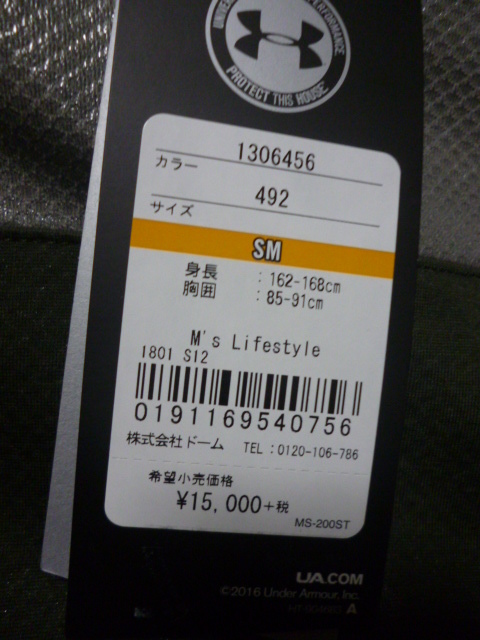 PERFORMANCE
PROTECT THIS HOUSE
1306456
カラー
492
サイズ
SM
身長 : 162-168cm
胸囲 : 85-91cm
M's Lifestyle
1801 SI2
0191169540756
株式会社ドーム TEL : 0120-106-786
希望小売価格
¥15,000+税
MS-200ST
UA.COM
©2016 Under Armour, Inc.
A